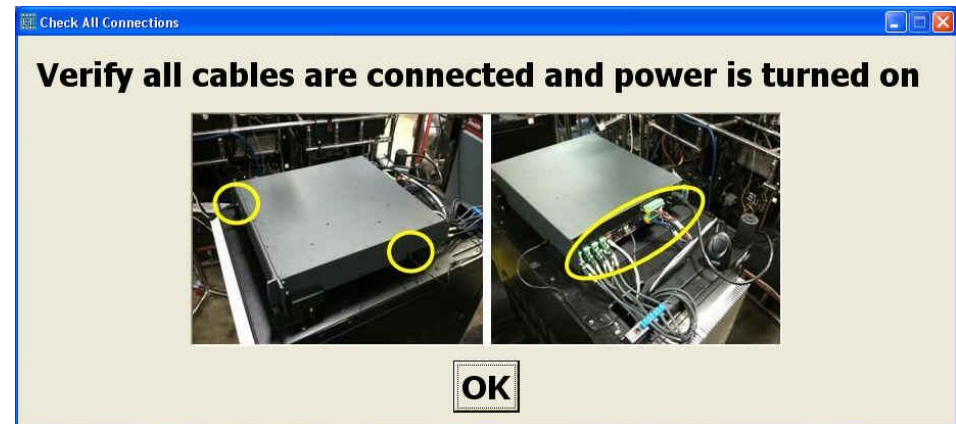 Check All Connections
Verify all cables are connected and power is turned on
OK